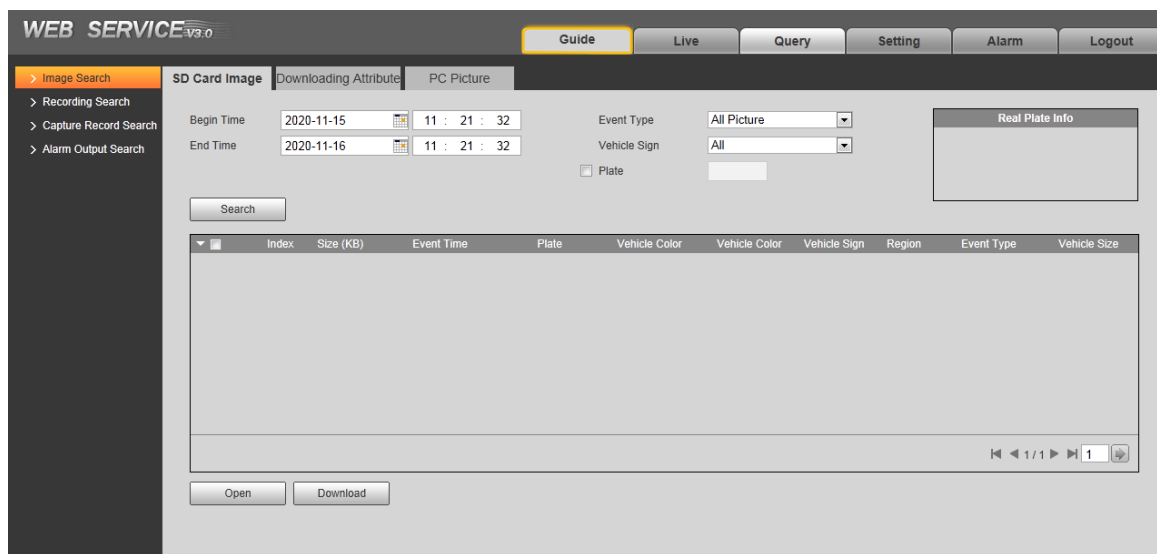 WEB SERVICE V3.0
Guide Live Query Setting Alarm Logout
Image Search
Recording Search
Capture Record Search
Alarm Output Search
SD Card Image Downloading Attribute PC Picture
Begin Time 2020-11-15 11 : 21 : 32 Event Type All Picture
End Time 2020-11-16 11 : 21 : 32 Vehicle Sign All
Plate
Real Plate Info
Search
Index Size (KB) Event Time Plate Vehicle Color Vehicle Color Vehicle Sign Region Event Type Vehicle Size
1 / 1 1
Open Download